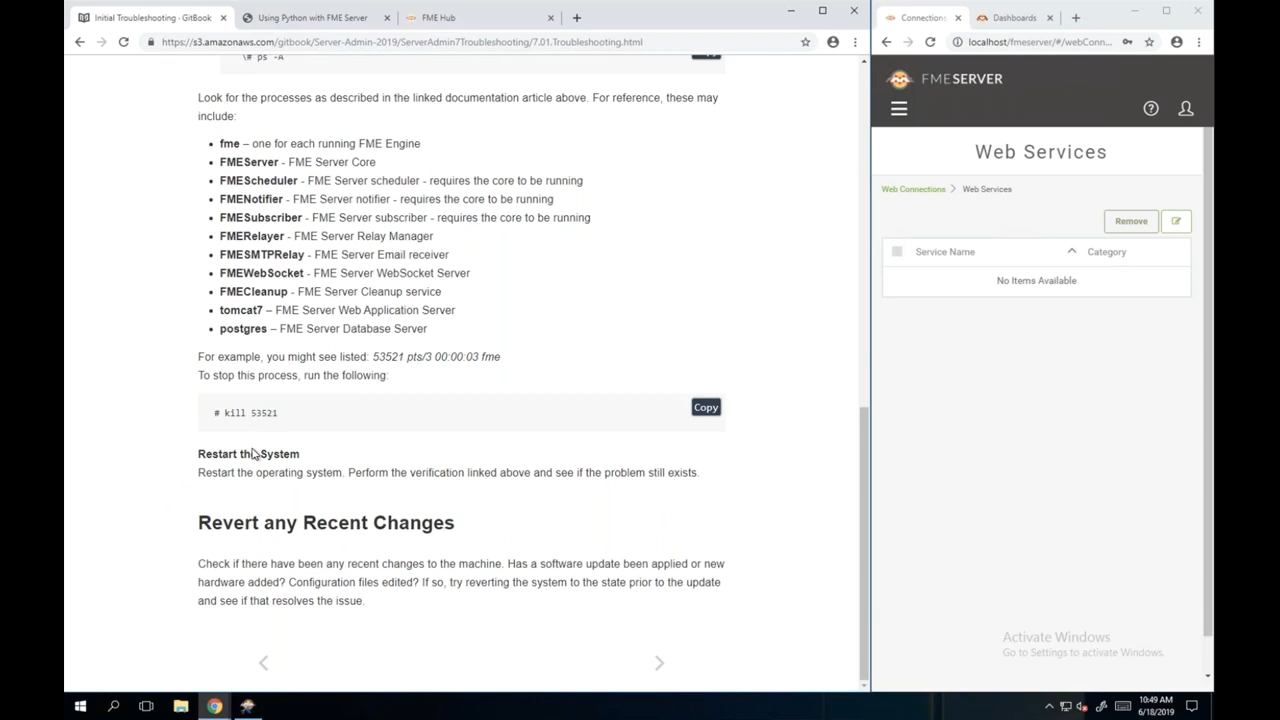 Initial Troubleshooting - GitBook
Using Python with FME Server
FME Hub
https://s3.amazonaws.com/gitbook/Server-Admin-2019/ServerAdmin7Troubleshooting/7.01.Troubleshooting.html
\# ps -A
Look for the processes as described in the linked documentation article above. For reference, these may
include:
• fme – one for each running FME Engine
• FMEServer - FME Server Core
• FMEScheduler - FME Server scheduler - requires the core to be running
• FMENotifier - FME Server notifier - requires the core to be running
• FMESubscriber - FME Server subscriber - requires the core to be running
• FMERelayer - FME Server Relay Manager
• FMESMTPRelay - FME Server Email receiver
• FMEWebSocket - FME Server WebSocket Server
• FMECleanup - FME Server Cleanup service
• tomcat7 – FME Server Web Application Server
• postgres – FME Server Database Server
For example, you might see listed: 53521 pts/3 00:00:03 fme
To stop this process, run the following:
# kill 53521
Copy
Restart the System
Restart the operating system. Perform the verification linked above and see if the problem still exists.
Revert any Recent Changes
Check if there have been any recent changes to the machine. Has a software update been applied or new
hardware added? Configuration files edited? If so, try reverting the system to the state prior to the update
and see if that resolves the issue.
Connections
Dashboards
localhost/fmeserver/#/webConn...
FMESERVER
Web Services
Web Connections > Web Services
Remove
Service Name
Category
No Items Available
Activate Windows
Go to Settings to activate Windows.
10:49 AM
6/18/2019